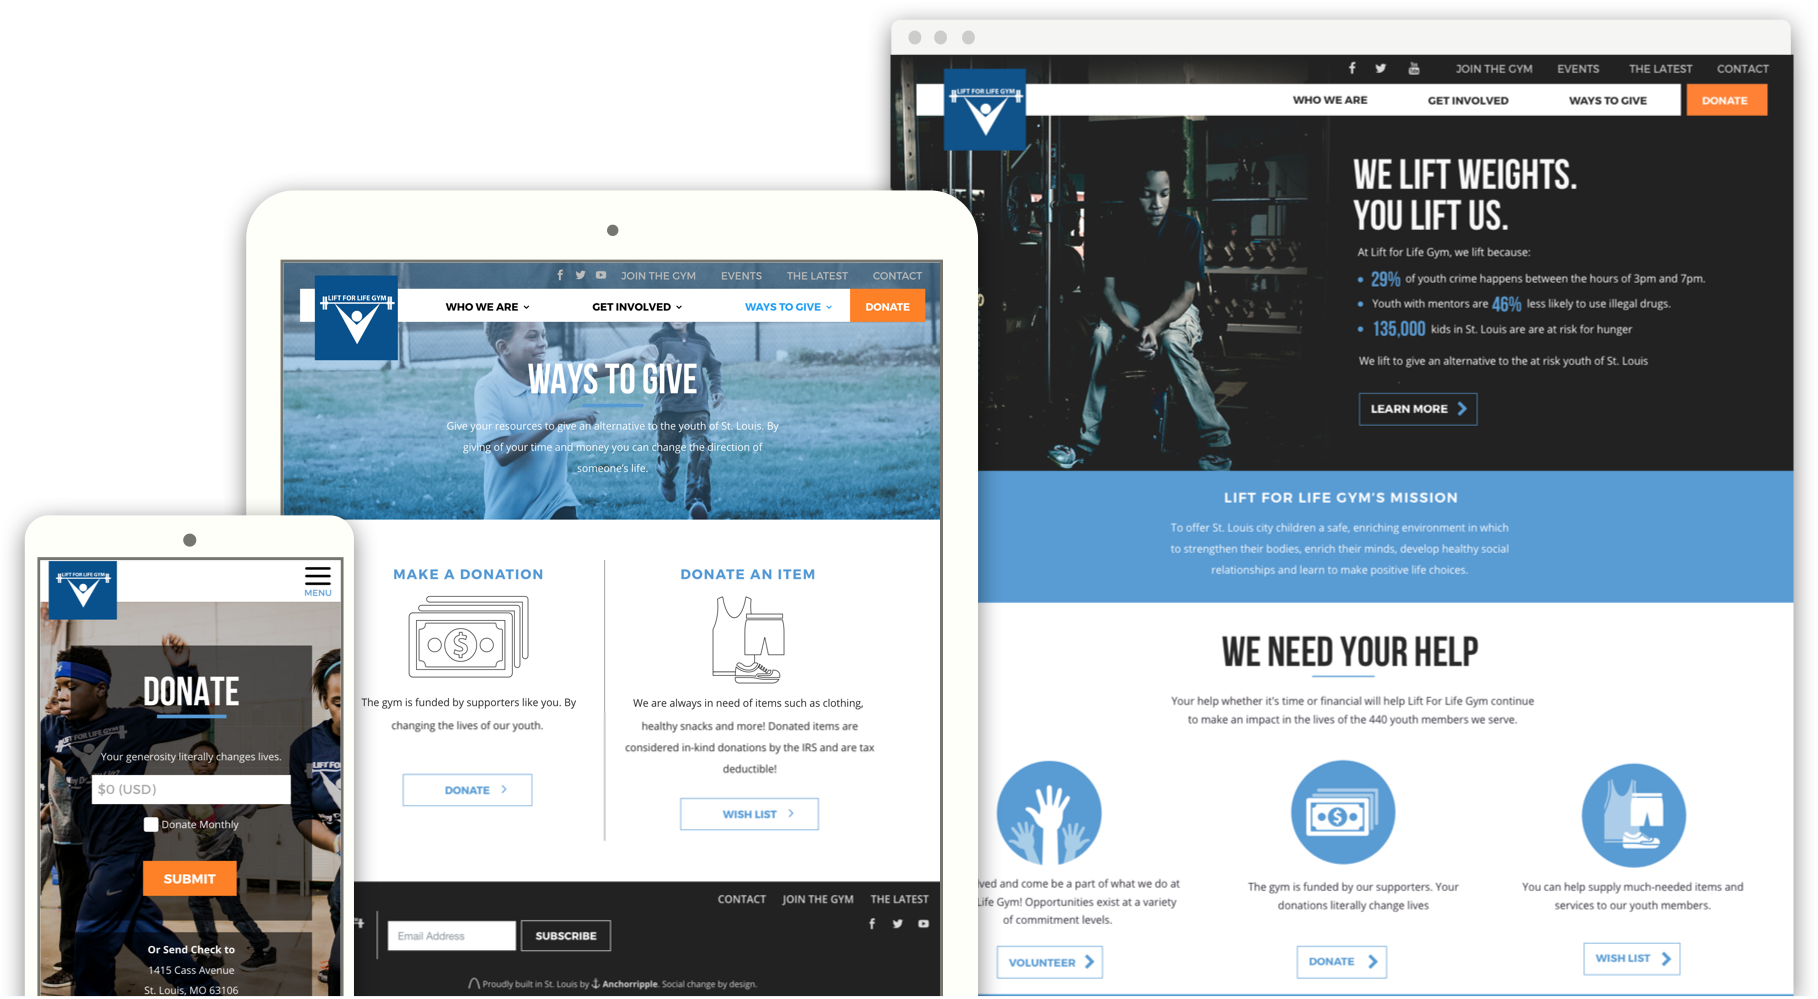 JOIN THE GYM EVENTS THE LATEST CONTACT
LIFT FOR LIFE GYM
WHO WE ARE GET INVOLVED WAYS TO GIVE DONATE
WE LIFT WEIGHTS.
YOU LIFT US.
At Lift for Life Gym, we lift because:
• 29% of youth crime happens between the hours of 3pm and 7pm.
• Youth with mentors are 46% less likely to use illegal drugs.
• 135,000 kids in St. Louis are are at risk for hunger
We lift to give an alternative to the at risk youth of St. Louis
LEARN MORE
LIFT FOR LIFE GYM'S MISSION
To offer St. Louis city children a safe, enriching environment in which
to strengthen their bodies, enrich their minds, develop healthy social
relationships and learn to make positive life choices.
WE NEED YOUR HELP
Your help whether it's time or financial will help Lift For Life Gym continue
to make an impact in the lives of the 440 youth members we serve.
and come be a part of what we do at
Life Gym! Opportunities exist at a variety
of commitment levels.
VOLUNTEER
The gym is funded by our supporters. Your
donations literally change lives
DONATE
You can help supply much-needed items and
services to our youth members.
WISH LIST
JOIN THE GYM EVENTS THE LATEST CONTACT
LIFT FOR LIFE GYM
WHO WE ARE GET INVOLVED WAYS TO GIVE DONATE
WAYS TO GIVE
Give your resources to give an alternative to the youth of St. Louis. By
giving of your time and money you can change the direction of
someone's life.
MAKE A DONATION
The gym is funded by supporters like you. By
changing the lives of our youth.
DONATE
DONATE AN ITEM
We are always in need of items such as clothing,
healthy snacks and more! Donated items are
considered in-kind donations by the IRS and are tax
deductible!
WISH LIST
CONTACT JOIN THE GYM THE LATEST
Email Address SUBSCRIBE
Proudly built in St. Louis by Anchorripple. Social change by design.
LIFT FOR LIFE GYM
MENU
DONATE
Your generosity literally changes lives.
$0 (USD)
Donate Monthly
SUBMIT
Or Send Check to
1415 Cass Avenue
St. Louis, MO 63106